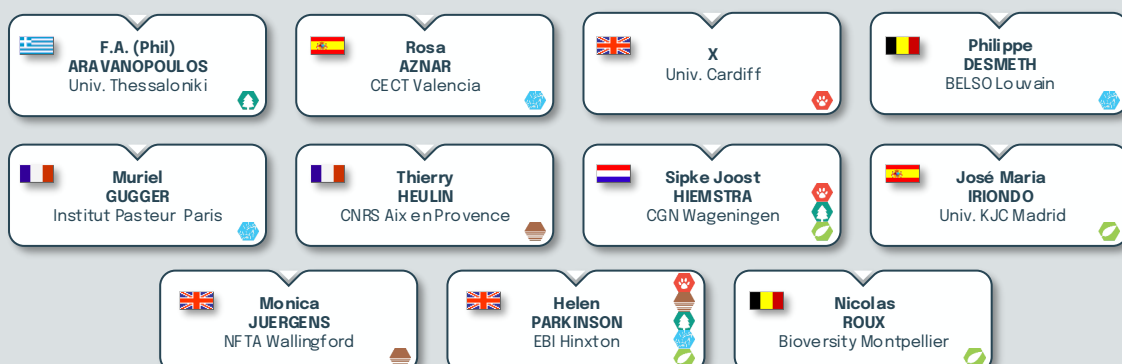 F.A. (Phil)
ARAVANOPOULOS
Univ. Thessaloniki
Rosa
AZNAR
CECT Valencia
X
Univ. Cardiff
Philippe
DESMETH
BELSO Louvain
Muriel
GUGGER
Institut Pasteur Paris
Thierry
HEULIN
CNRS Aix en Provence
Sipke Joost
HIEMSTRA
CGN Wageningen
José Maria
IRIONDO
Univ. KJC Madrid
Monica
JUERGENS
NFTA Wallingford
Helen
PARKINSON
EBI Hinxton
Nicolas
ROUX
Bioversity Montpellier